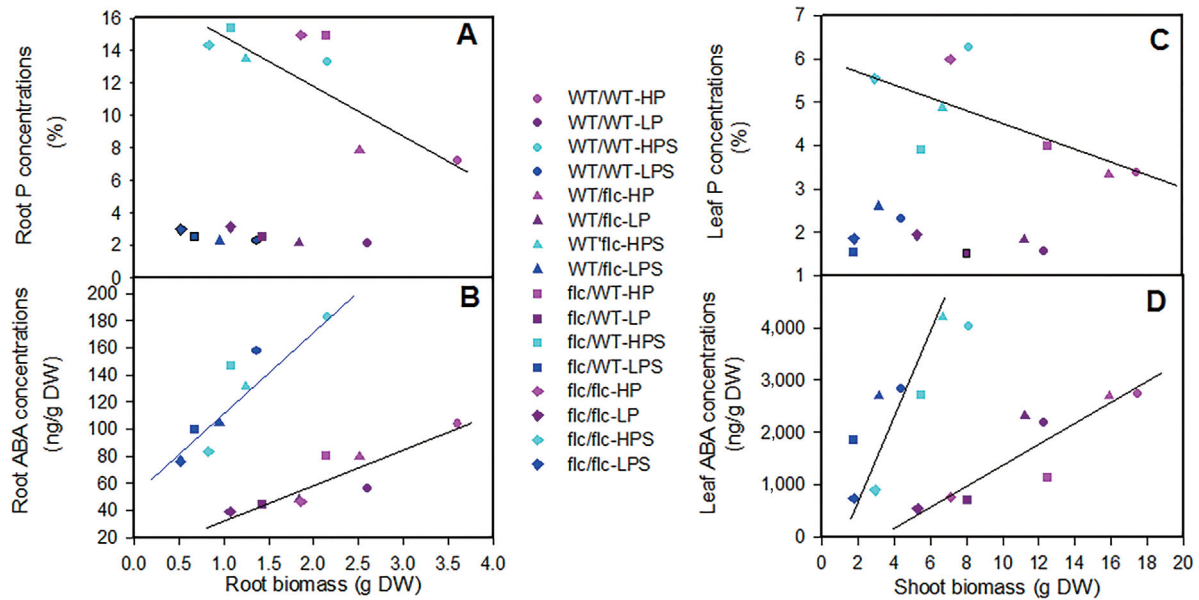 A
Root P concentrations
(%)
16
14
12
10
8
6
4
2
0
B
Root ABA concentrations
(ng/g DW)
200
180
160
140
120
100
80
60
40
20
0.0 0.5 1.0 1.5 2.0 2.5 3.0 3.5 4.0
Root biomass (g DW)
WT/WT-HP
WT/WT-LP
WT/WT-HPS
WT/WT-LPS
WT/flc-HP
WT/flc-LP
WT'flc-HPS
WT/flc-LPS
flc/WT-HP
flc/WT-LP
flc/WT-HPS
flc/WT-LPS
flc/flc-HP
flc/flc-LP
flc/flc-HPS
flc/flc-LPS
C
Leaf P concentrations
(%)
7
6
5
4
3
2
1
D
Leaf ABA concentrations
(ng/g DW)
4,000
3,000
2,000
1,000
0
0 2 4 6 8 10 12 14 16 18 20
Shoot biomass (g DW)